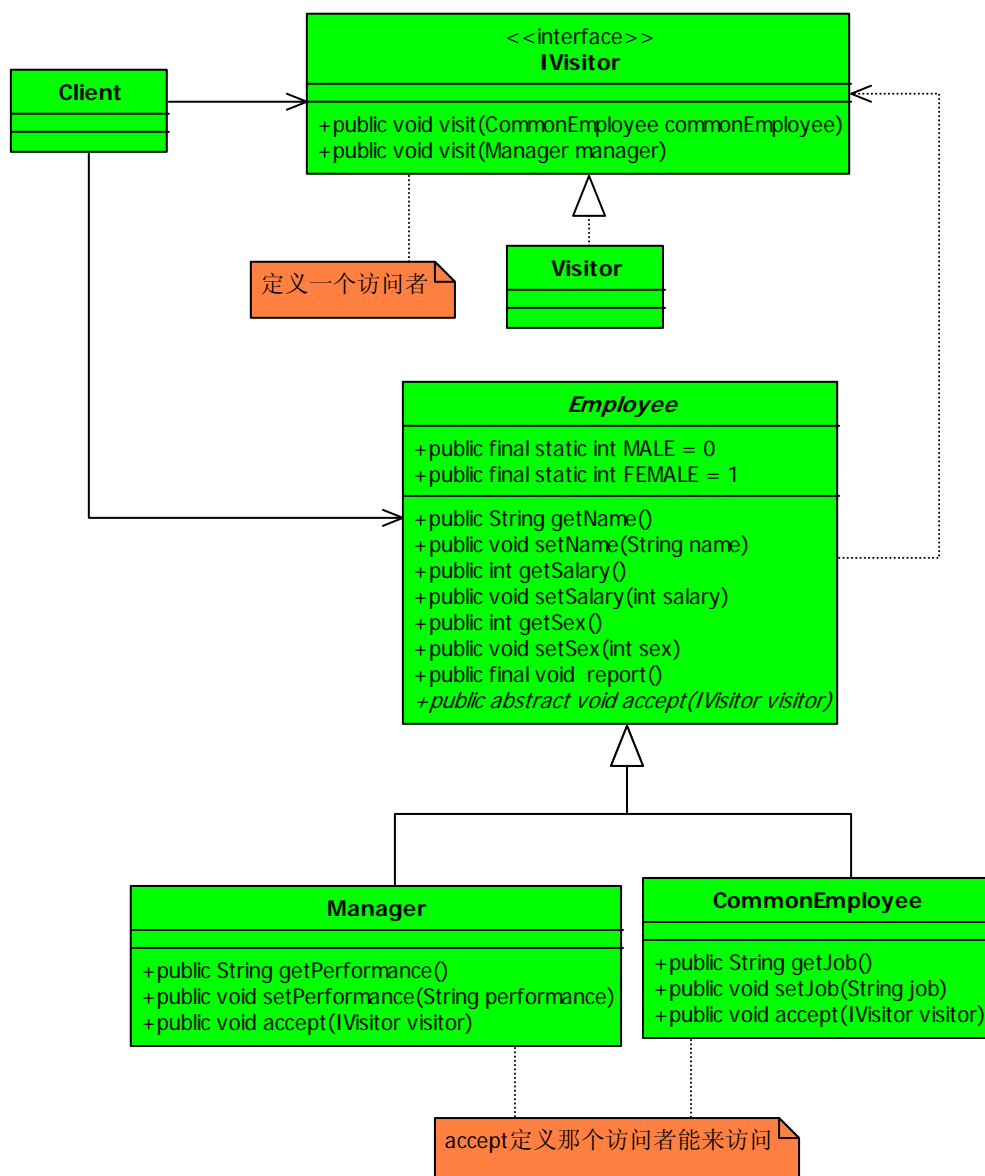 <<interface>>
IVisitor
Client
+public void visit(CommonEmployee commonEmployee)
+public void visit(Manager manager)
定义一个访问者
Visitor
Employee
+public final static int MALE = 0
+public final static int FEMALE = 1
+public String getName()
+public void setName(String name)
+public int getSalary()
+public void setSalary(int salary)
+public int getSex()
+public void setSex(int sex)
+public final void report()
+public abstract void accept(IVisitor visitor)
Manager
+public String getPerformance()
+public void setPerformance(String performance)
+public void accept(IVisitor visitor)
CommonEmployee
+public String getJob()
+public void setJob(String job)
+public void accept(IVisitor visitor)
accept定义那个访问者能来访问